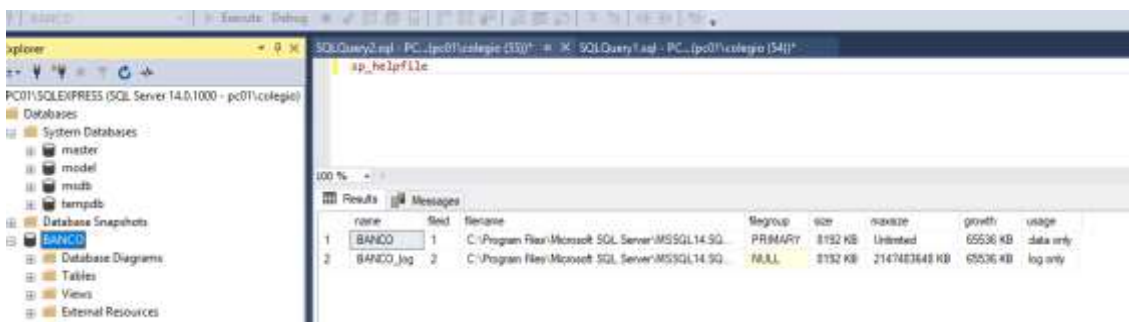 BANCO Execute Debug
xplorer
SQLQuery2.sql - PC...(pc01\colegio (55))* SQLQuery1.sql - PC...(pc01\colegio (54))*
sp_helpfile
PC01\SQLEXPRESS (SQL Server 14.0.1000 - pc01\colegio)
Databases
System Databases
master
model
msdb
tempdb
Database Snapshots
BANCO
Database Diagrams
Tables
Views
External Resources
100 %
Results Messages
name fileid filename filegroup size maxsize growth usage
1 BANCO 1 C:\Program Files\Microsoft SQL Server\MSSQL14.SQ... PRIMARY 8192 KB Unlimited 65536 KB data only
2 BANCO_log 2 C:\Program Files\Microsoft SQL Server\MSSQL14.SQ... NULL 8192 KB 2147483648 KB 65536 KB log only